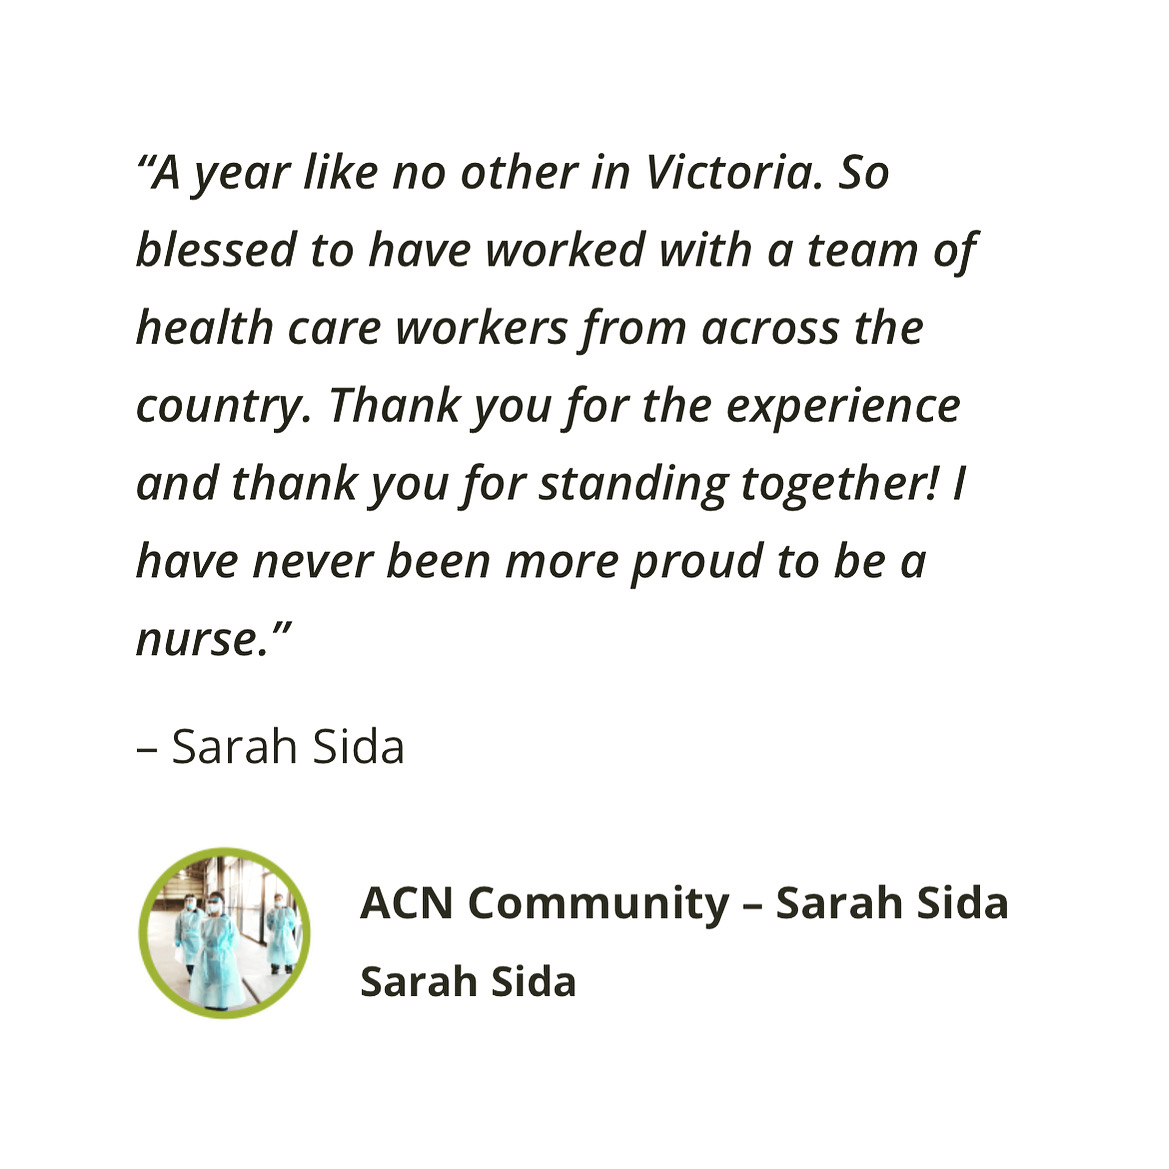 “A year like no other in Victoria. So
blessed to have worked with a team of
health care workers from across the
country. Thank you for the experience
and thank you for standing together! I
have never been more proud to be a
nurse.”
– Sarah Sida
ACN Community – Sarah Sida
Sarah Sida